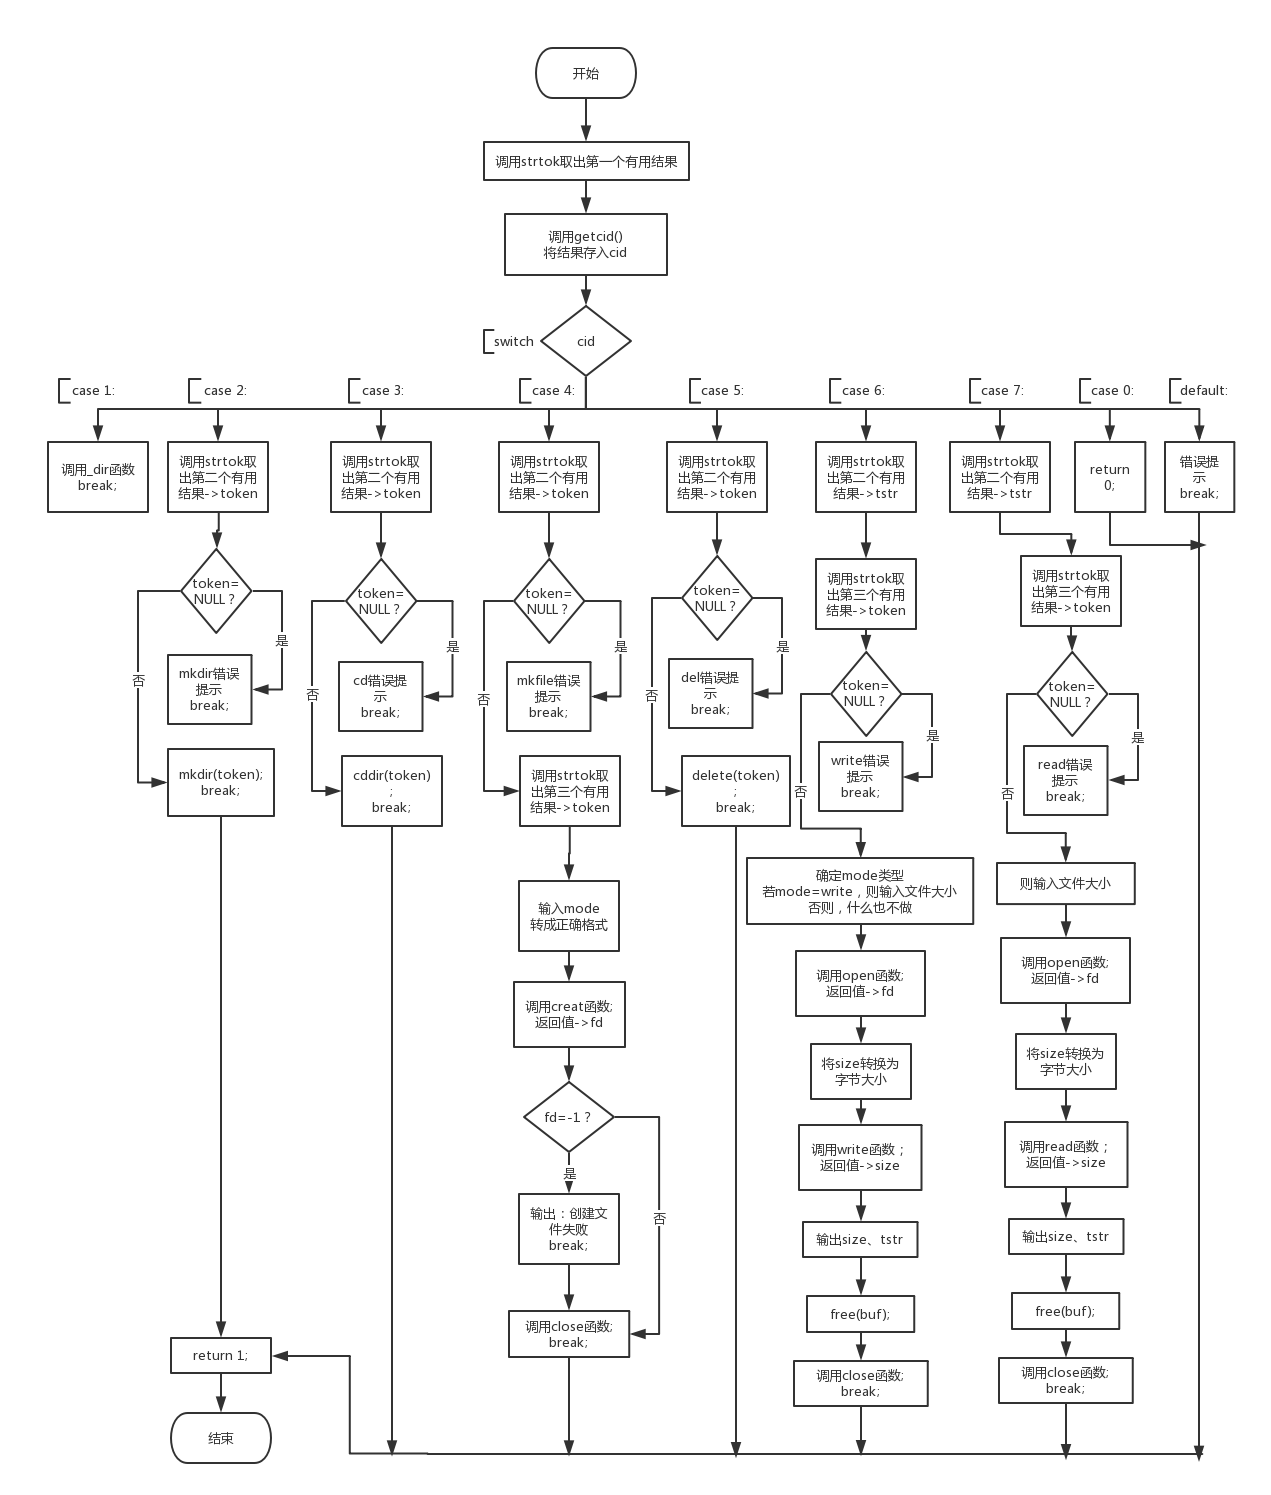 开始
调用strtok取出第一个有用结果
调用getcid()
将结果存入cid
switch
cid
case 1:
case 2:
case 3:
case 4:
case 5:
case 6:
case 7:
case 0:
default:
调用_dir函数
break;
调用strtok取
出第二个有用
结果->token
调用strtok取
出第二个有用
结果->token
调用strtok取
出第二个有用
结果->token
调用strtok取
出第二个有用
结果->token
调用strtok取
出第二个有用
结果->tstr
调用strtok取
出第二个有用
结果->tstr
return
0;
错误提
示
break;
token=
NULL？
是
否
mkdir错误
提示
break;
mkdir(token);
break;
token=
NULL？
是
否
cd错误提
示
break;
cddir(token)
;
break;
token=
NULL？
是
否
mkfile错误
提示
break;
调用strtok取
出第三个有用
结果->token
输入mode
转成正确格式
调用creat函数;
返回值->fd
fd=-1？
是
否
输出：创建文
件失败
break;
调用close函数;
break;
token=
NULL？
是
否
del错误提
示
break;
delete(token)
;
break;
调用strtok取
出第三个有用
结果->token
token=
NULL？
是
否
write错误
提示
break;
确定mode类型
若mode=write，则输入文件大小
否则，什么也不做
调用open函数;
返回值->fd
将size转换为
字节大小
调用write函数；
返回值->size
输出size、tstr
free(buf);
调用close函数;
break;
调用strtok取
出第三个有用
结果->token
token=
NULL？
是
否
read错误
提示
break;
则输入文件大小
调用open函数;
返回值->fd
将size转换为
字节大小
调用read函数；
返回值->size
输出size、tstr
free(buf);
调用close函数;
break;
return 1;
结束